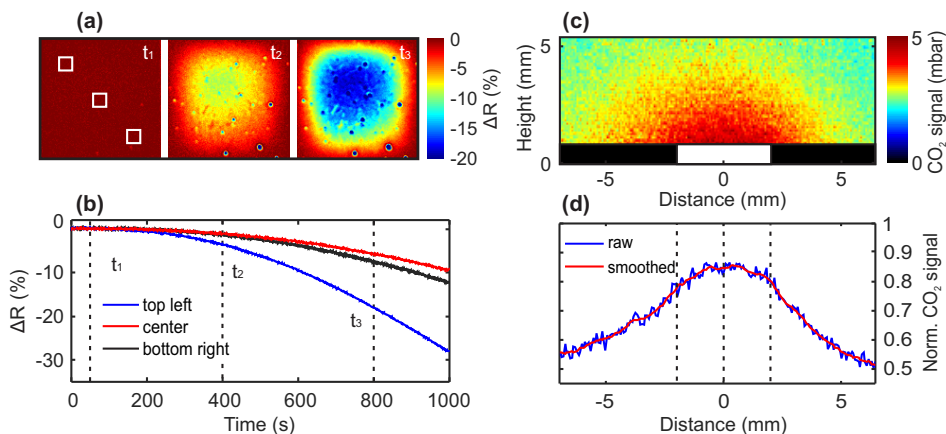 (a)
t1
t2
t3
0
-5
-10
-15
-20
ΔR (%)
(b)
0
-10
-20
-30
ΔR (%)
t1
t2
t3
top left
center
bottom right
0 200 400 600 800 1000
Time (s)
(c)
5
0
Height (mm)
-5 0 5
Distance (mm)
5
0
CO2 signal (mbar)
(d)
raw
smoothed
1
0.9
0.8
0.7
0.6
0.5
Norm. CO2 signal
-5 0 5
Distance (mm)